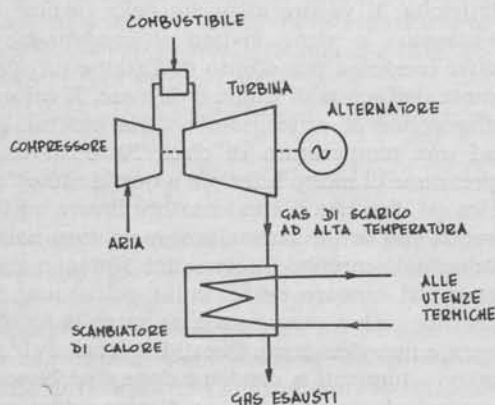 COMBUSTIBILE
TURBINA
ALTERNATORE
COMPRESSORE
ARIA
GAS DI SCARICO
AD ALTA TEMPERATURA
ALLE
UTENZE
TERMICHE
SCAMBIATORE
DI CALORE
GAS ESAUSTI